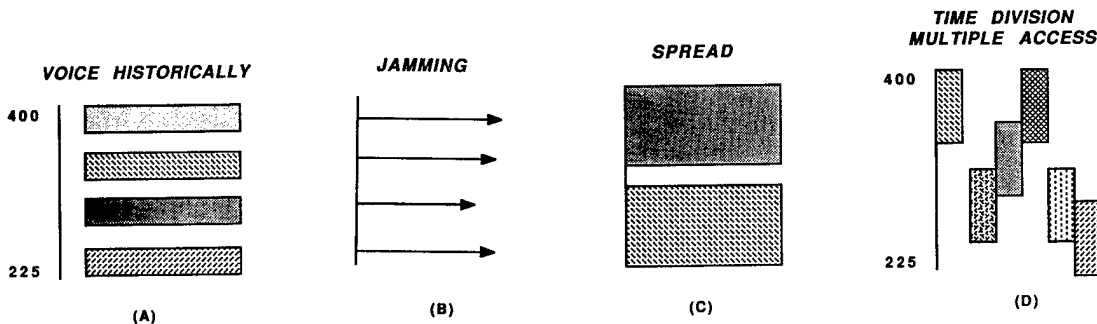 VOICE HISTORICALLY
400
225
(A)
JAMMING
(B)
SPREAD
(C)
TIME DIVISION
MULTIPLE ACCESS
400
225
(D)